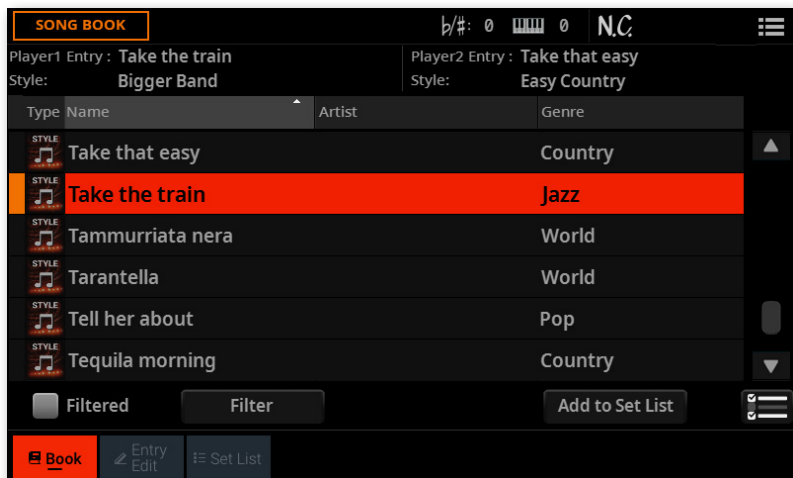 SONG BOOK ♭/#: 0 0 N.C.
Player1 Entry : Take the train Player2 Entry : Take that easy
Style: Bigger Band Style: Easy Country
Type Name Artist Genre
STYLE Take that easy Country
STYLE Take the train Jazz
STYLE Tammurriata nera World
STYLE Tarantella World
STYLE Tell her about Pop
STYLE Tequila morning Country
Filtered Filter Add to Set List
Book Entry Edit Set List